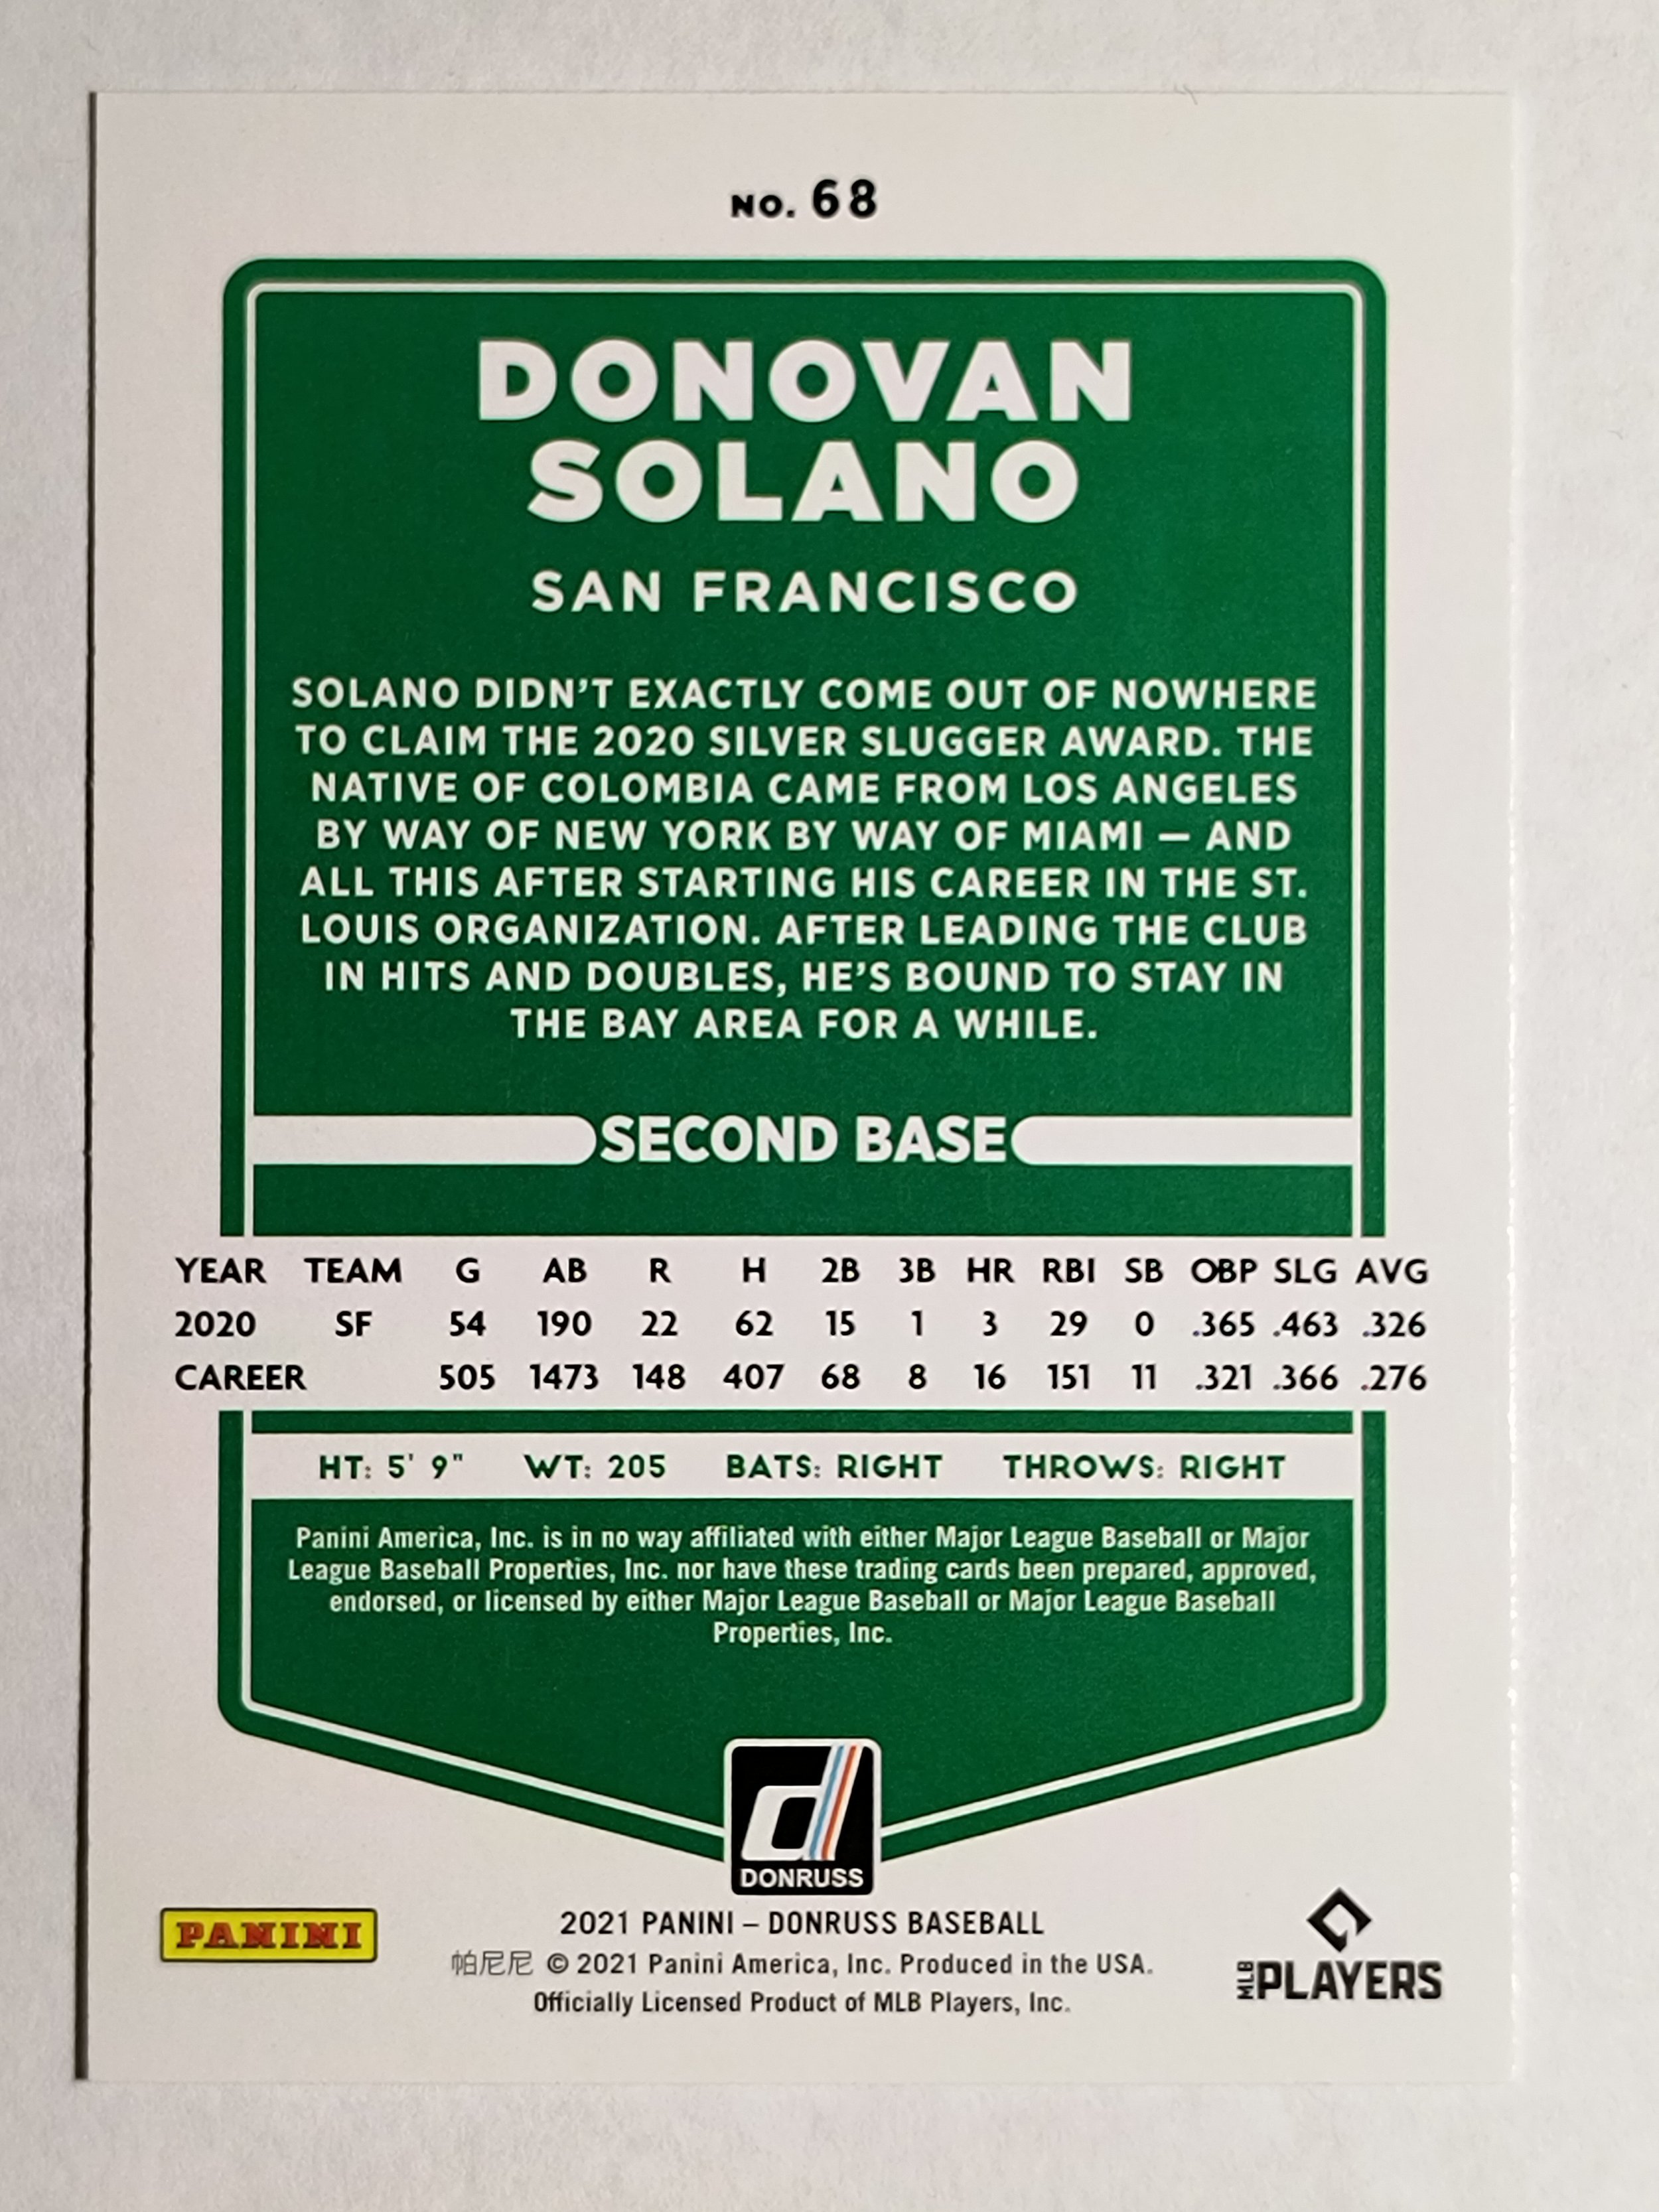 NO. 68
DONOVAN
SOLANO
SAN FRANCISCO
SOLANO DIDN'T EXACTLY COME OUT OF NOWHERE
TO CLAIM THE 2020 SILVER SLUGGER AWARD. THE
NATIVE OF COLOMBIA CAME FROM LOS ANGELES
BY WAY OF NEW YORK BY WAY OF MIAMI — AND
ALL THIS AFTER STARTING HIS CAREER IN THE ST.
LOUIS ORGANIZATION. AFTER LEADING THE CLUB
IN HITS AND DOUBLES, HE'S BOUND TO STAY IN
THE BAY AREA FOR A WHILE.
SECOND BASE
YEAR TEAM G AB R H 2B 3B HR RBI SB OBP SLG AVG
2020 SF 54 190 22 62 15 1 3 29 0 .365 .463 .326
CAREER 505 1473 148 407 68 8 16 151 11 .321 .366 .276
HT: 5' 9" WT: 205 BATS: RIGHT THROWS: RIGHT
Panini America, Inc. is in no way affiliated with either Major League Baseball or Major
League Baseball Properties, Inc. nor have these trading cards been prepared, approved,
endorsed, or licensed by either Major League Baseball or Major League Baseball
Properties, Inc.
d
DONRUSS
PANINI
2021 PANINI – DONRUSS BASEBALL
帕尼尼 © 2021 Panini America, Inc. Produced in the USA.
Officially Licensed Product of MLB Players, Inc.
MLB PLAYERS